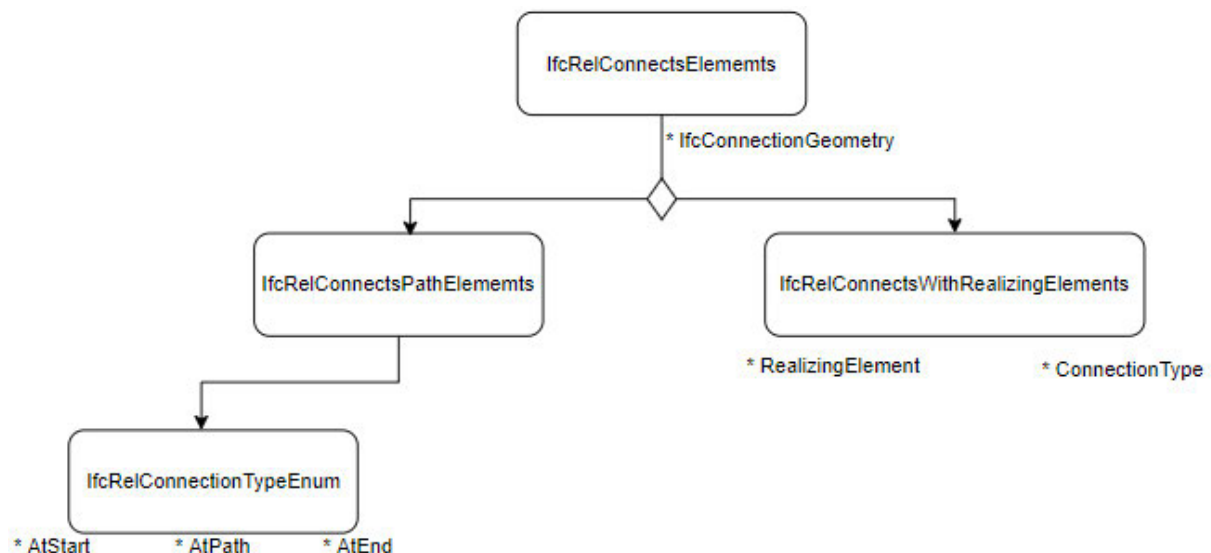 IfcRelConnectsElememts
* IfcConnectionGeometry
IfcRelConnectsPathElememts
IfcRelConnectsWithRealizingElements
* RealizingElement
* ConnectionType
IfcRelConnectionTypeEnum
* AtStart
* AtPath
* AtEnd